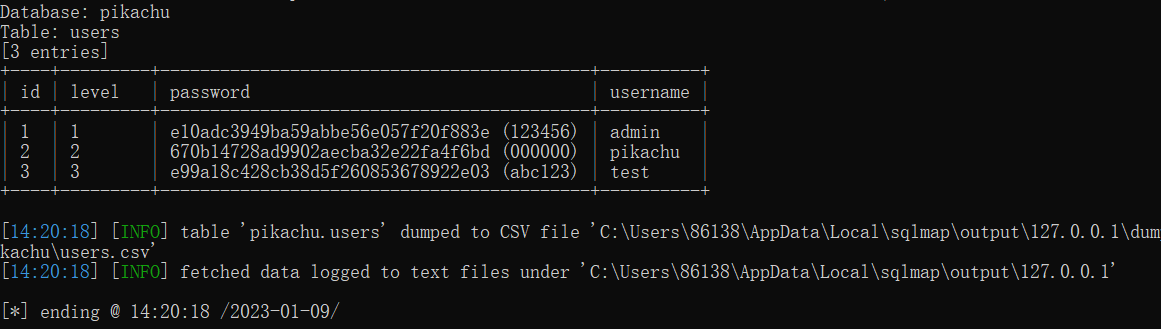 Database: pikachu
Table: users
[3 entries]
+----+---------+-------------------------------------------+----------+
| id | level | password | username |
+----+---------+-------------------------------------------+----------+
| 1 | 1 | e10adc3949ba59abbe56e057f20f883e (123456) | admin |
| 2 | 2 | 670b14728ad9902aecba32e22fa4f6bd (000000) | pikachu |
| 3 | 3 | e99a18c428cb38d5f260853678922e03 (abc123) | test |
+----+---------+-------------------------------------------+----------+
[14:20:18] [INFO] table 'pikachu.users' dumped to CSV file 'C:\Users\86138\AppData\Local\sqlmap\output\127.0.0.1\dum
kachu\users.csv'
[14:20:18] [INFO] fetched data logged to text files under 'C:\Users\86138\AppData\Local\sqlmap\output\127.0.0.1'
[*] ending @ 14:20:18 /2023-01-09/